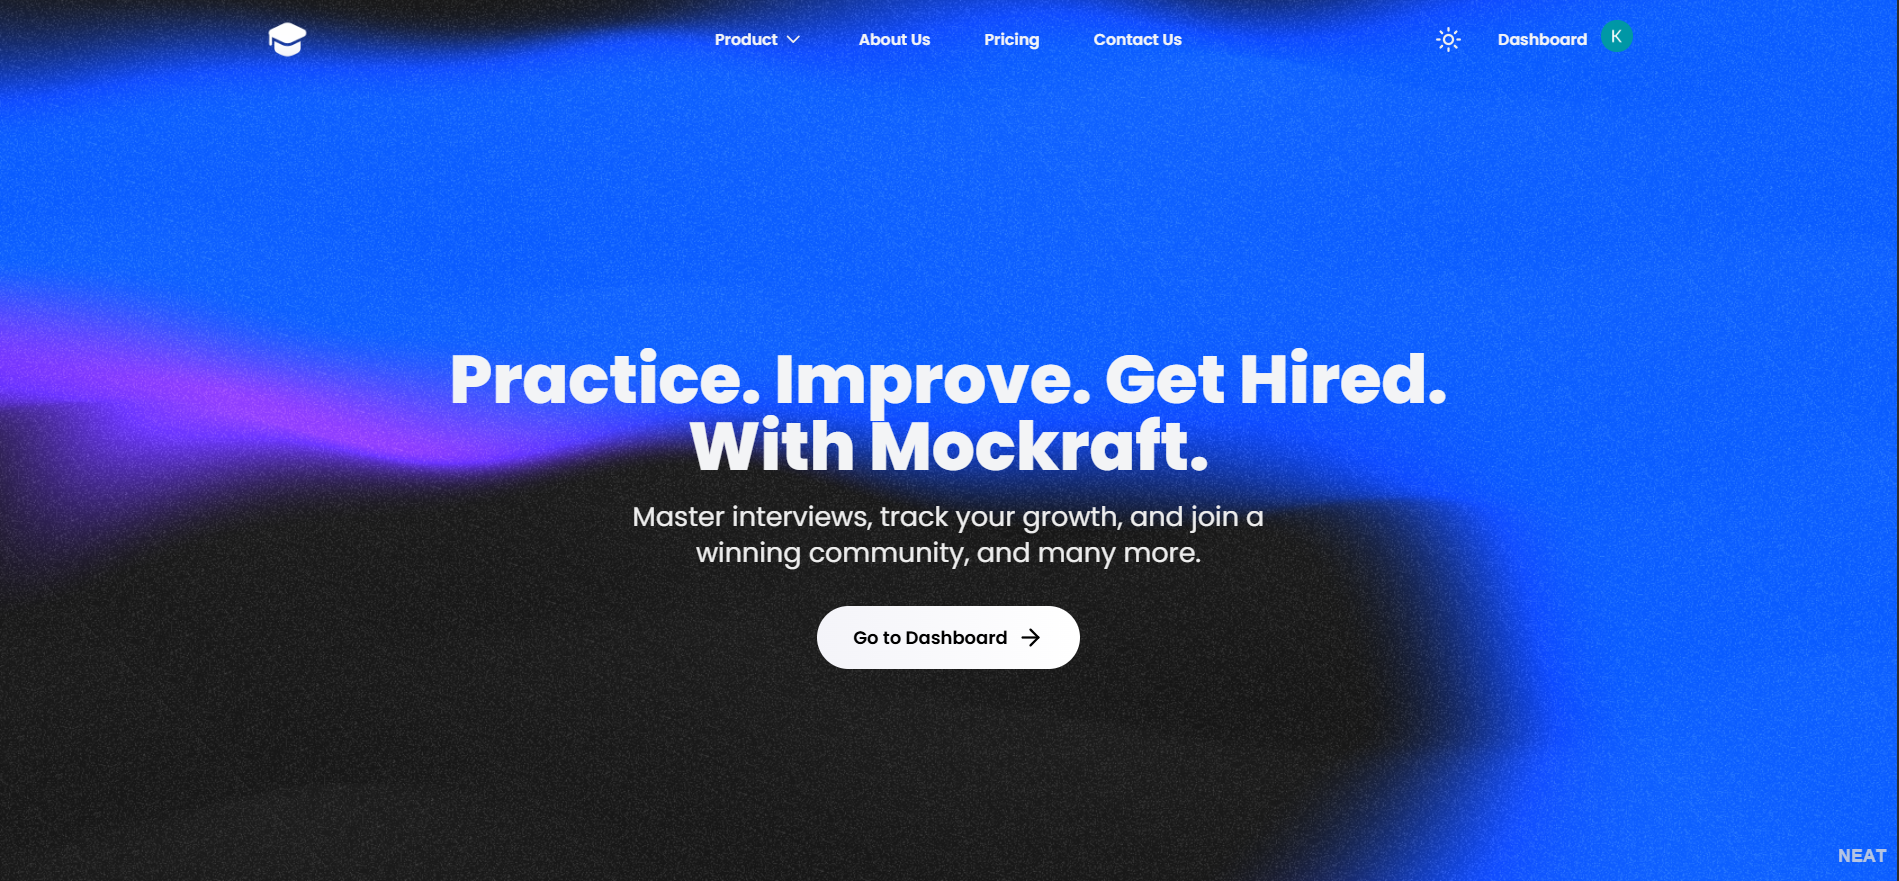 Product
About Us
Pricing
Contact Us
Dashboard
K
Practice. Improve. Get Hired.
With Mockraft.
Master interviews, track your growth, and join a
winning community, and many more.
Go to Dashboard
NEAT